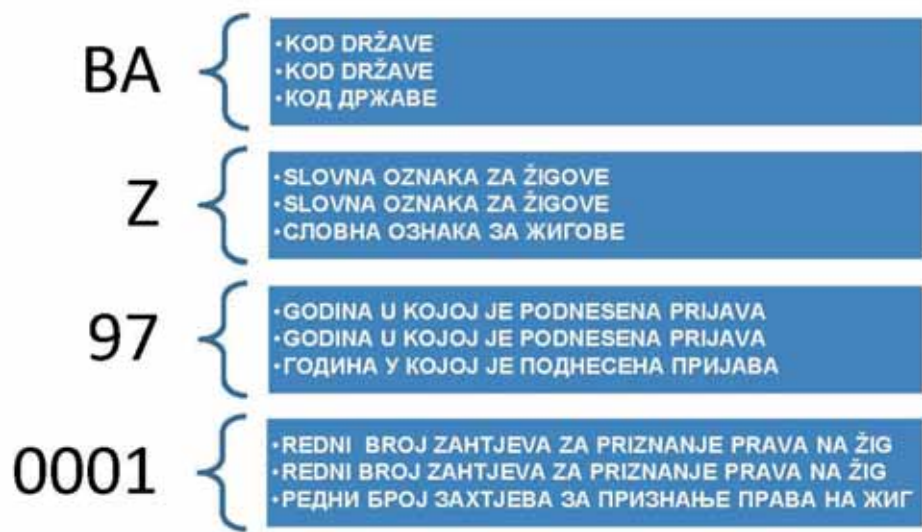 BA
•KOD DRŽAVE
•KOD DRŽAVE
•КОД ДРЖАВЕ
Z
•SLOVNA OZNAKA ZA ŽIGOVE
•SLOVNA OZNAKA ZA ŽIGOVE
•СЛОВНА ОЗНАКА ЗА ЖИГОВЕ
97
•GODINA U KOJOJ JE PODNESENA PRIJAVA
•GODINA U KOJOJ JE PODNESENA PRIJAVA
•ГОДИНА У КОЈОЈ ЈЕ ПОДНЕСЕНА ПРИЈАВА
0001
•REDNI BROJ ZAHTJEVA ZA PRIZNANJE PRAVA NA ŽIG
•REDNI BROJ ZAHTJEVA ZA PRIZNANJE PRAVA NA ŽIG
•РЕДНИ БРОЈ ЗАХТЈЕВА ЗА ПРИЗНАЊЕ ПРАВА НА ЖИГ